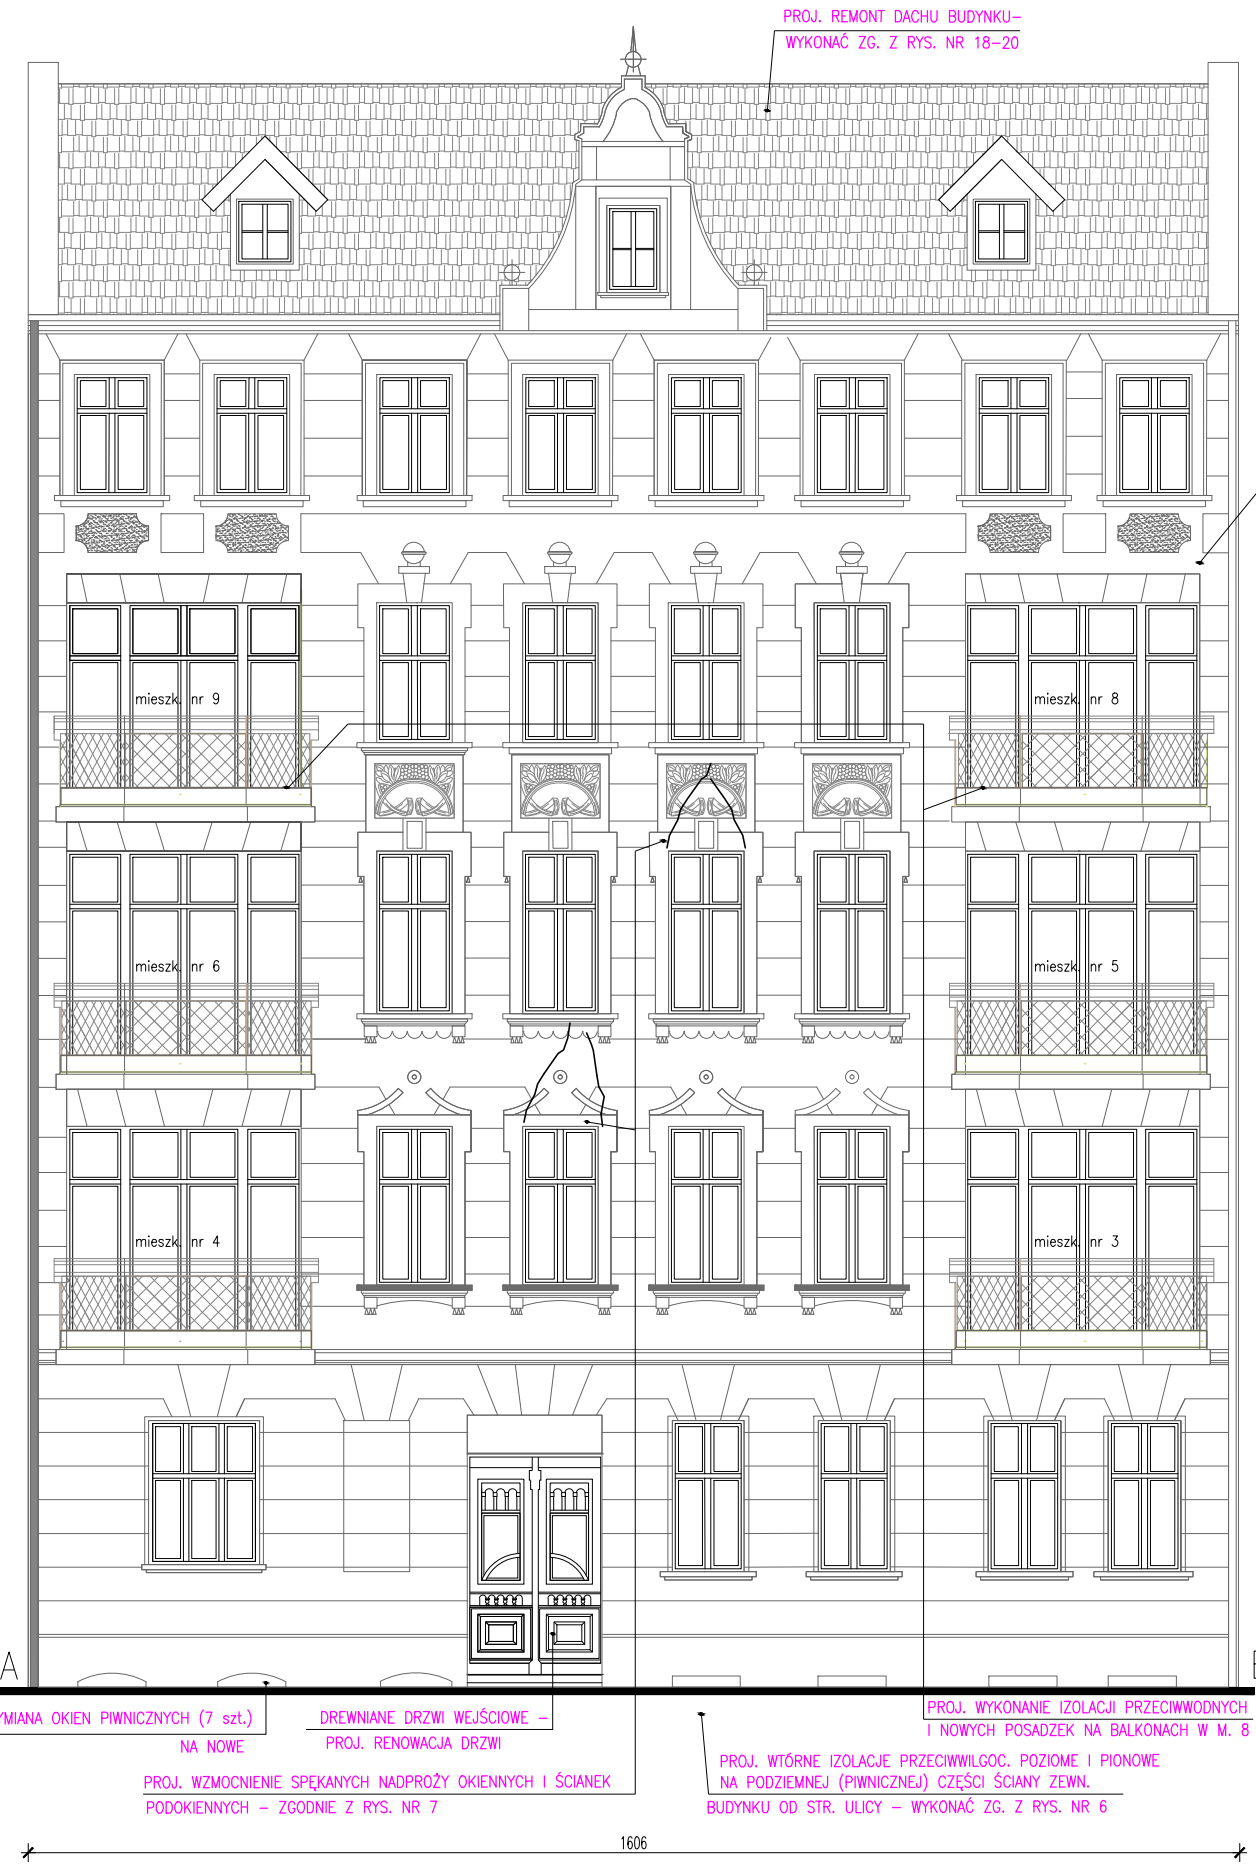 PROJ. REMONT DACHU BUDYNKU–
WYKONAĆ ZG. Z RYS. NR 18–20
mieszk. nr 9
mieszk. nr 8
mieszk. nr 6
mieszk. nr 5
mieszk. nr 4
mieszk. nr 3
A
YMIANA OKIEN PIWNICZNYCH (7 szt.)
NA NOWE
DREWNIANE DRZWI WEJŚCIOWE –
PROJ. RENOWACJA DRZWI
PROJ. WYKONANIE IZOLACJI PRZECIWWODNYCH
I NOWYCH POSADZEK NA BALKONACH W M. 8
PROJ. WZMOCNIENIE SPĘKANYCH NADPROŻY OKIENNYCH I ŚCIANEK
PODOKIENNYCH – ZGODNIE Z RYS. NR 7
PROJ. WTÓRNE IZOLACJE PRZECIWWILGOC. POZIOME I PIONOWE
NA PODZIEMNEJ (PIWNICZNEJ) CZĘŚCI ŚCIANY ZEWN.
BUDYNKU OD STR. ULICY – WYKONAĆ ZG. Z RYS. NR 6
1606